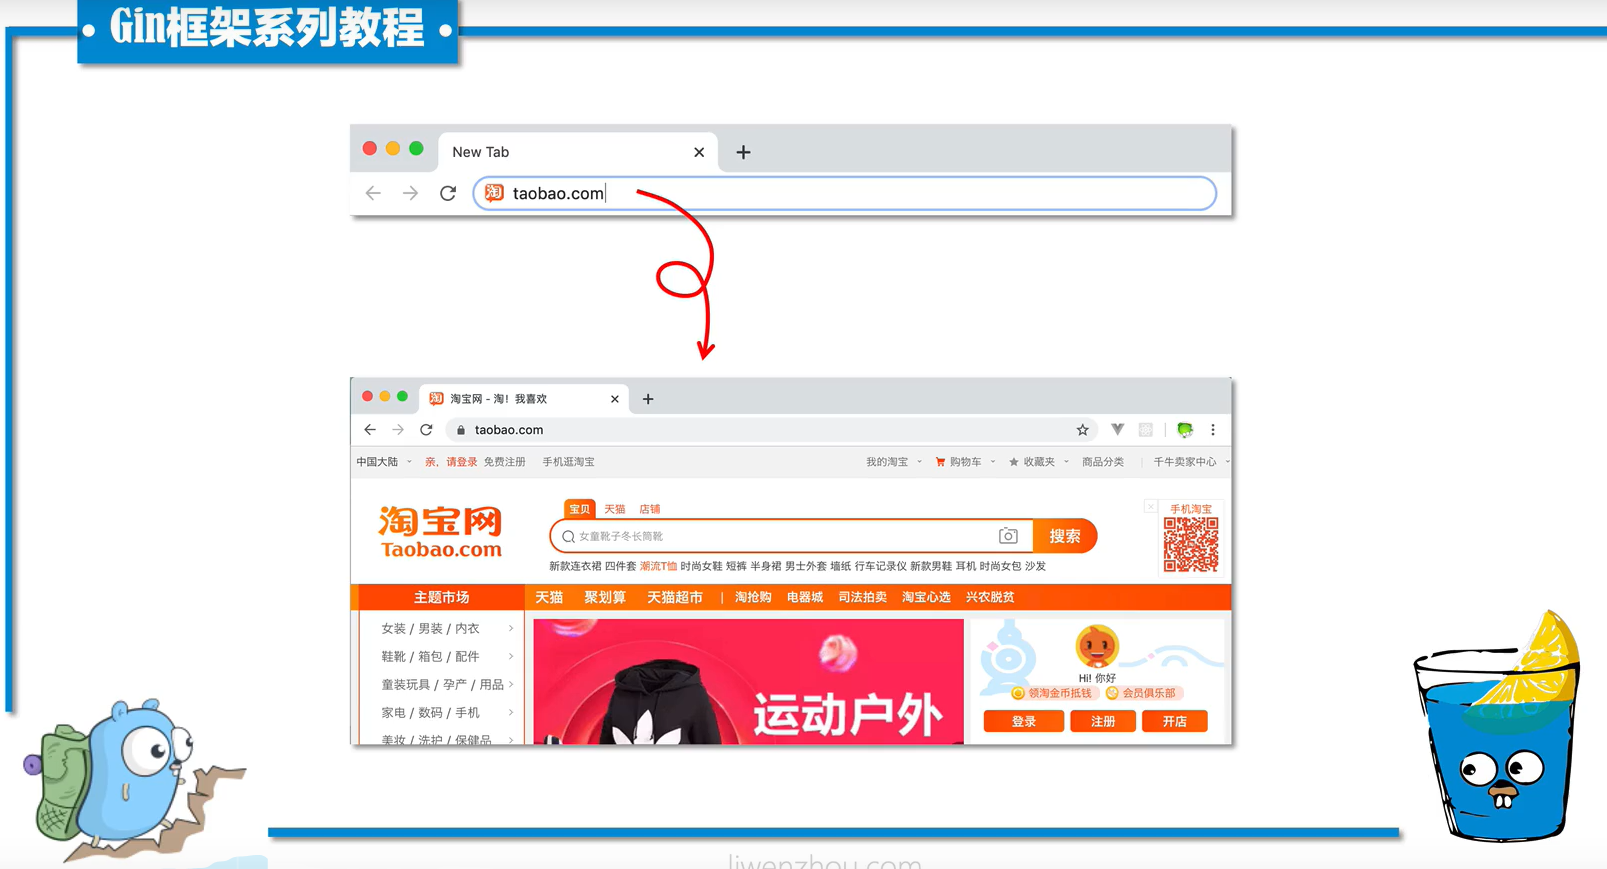 Gin框架系列教程
New Tab
淘 taobao.com
淘 淘宝网 - 淘！我喜欢
taobao.com
中国大陆 亲，请登录 免费注册 手机逛淘宝 我的淘宝 购物车 收藏夹 商品分类 千牛卖家中心
宝贝 天猫 店铺 手机淘宝
淘宝网
Taobao.com
女童靴子冬长筒靴 搜索
新款连衣裙 四件套 潮流T恤 时尚女鞋 短裤 半身裙 男士外套 墙纸 行车记录仪 新款男鞋 耳机 时尚女包 沙发
主题市场 天猫 聚划算 天猫超市 | 淘抢购 电器城 司法拍卖 淘宝心选 兴农脱贫
女装 / 男装 / 内衣
鞋靴 / 箱包 / 配件
童装玩具 / 孕产 / 用品
家电 / 数码 / 手机
美妆 / 洗护 / 保健品
运动户外
Hi! 你好
领淘金币抵钱 会员俱乐部
登录 注册 开店
liwenzhou.com